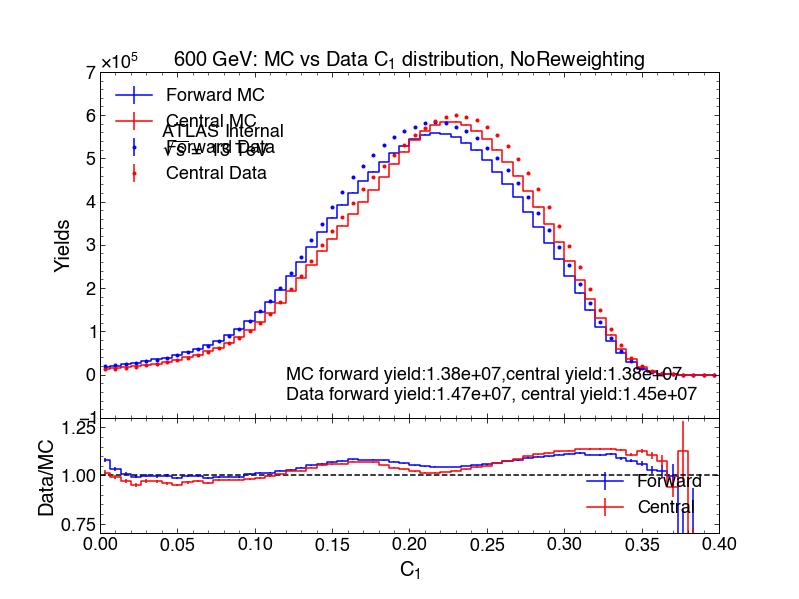 ×10⁵
600 GeV: MC vs Data C₁ distribution, NoReweighting
7
6
5
4
3
2
1
0
−1
Yields
Forward MC
Central MC
ATLAS Internal
Forward Data
√s = 13 TeV
Central Data
MC forward yield:1.38e+07,central yield:1.38e+07
Data forward yield:1.47e+07, central yield:1.45e+07
1.25
1.00
0.75
Data/MC
Forward
Central
0.00 0.05 0.10 0.15 0.20 0.25 0.30 0.35 0.40
C₁